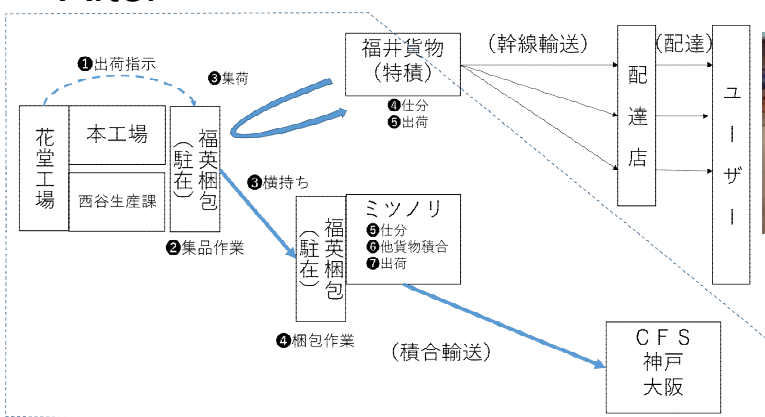 ❶出荷指示
花堂工場
本工場
西谷生産課
福英梱包
（駐在）
❷集品作業
❸集荷
福井貨物
（特積）
❹仕分
❺出荷
（幹線輸送）
配達店
（配達）
ユーザー
❸横持ち
福英梱包
（駐在）
❹梱包作業
ミツノリ
❺仕分
❻他貨物積合
❼出荷
（積合輸送）
ＣＦＳ
神戸
大阪